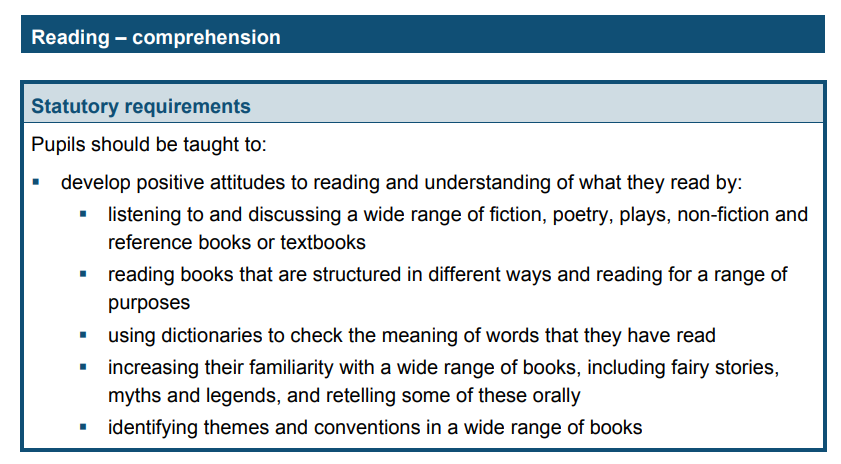 Reading – comprehension
Statutory requirements
Pupils should be taught to:
▪ develop positive attitudes to reading and understanding of what they read by:
▪ listening to and discussing a wide range of fiction, poetry, plays, non-fiction and
reference books or textbooks
▪ reading books that are structured in different ways and reading for a range of
purposes
▪ using dictionaries to check the meaning of words that they have read
▪ increasing their familiarity with a wide range of books, including fairy stories,
myths and legends, and retelling some of these orally
▪ identifying themes and conventions in a wide range of books